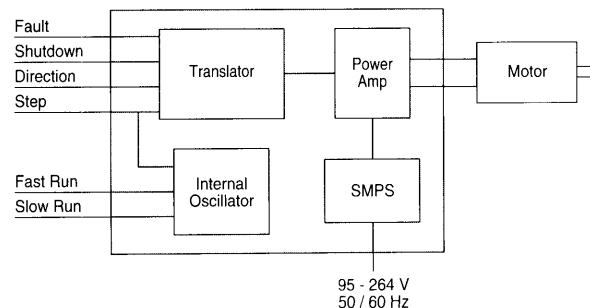 Fault
Shutdown
Direction
Step
Fast Run
Slow Run
Translator
Internal
Oscillator
Power
Amp
SMPS
Motor
95 - 264 V
50 / 60 Hz